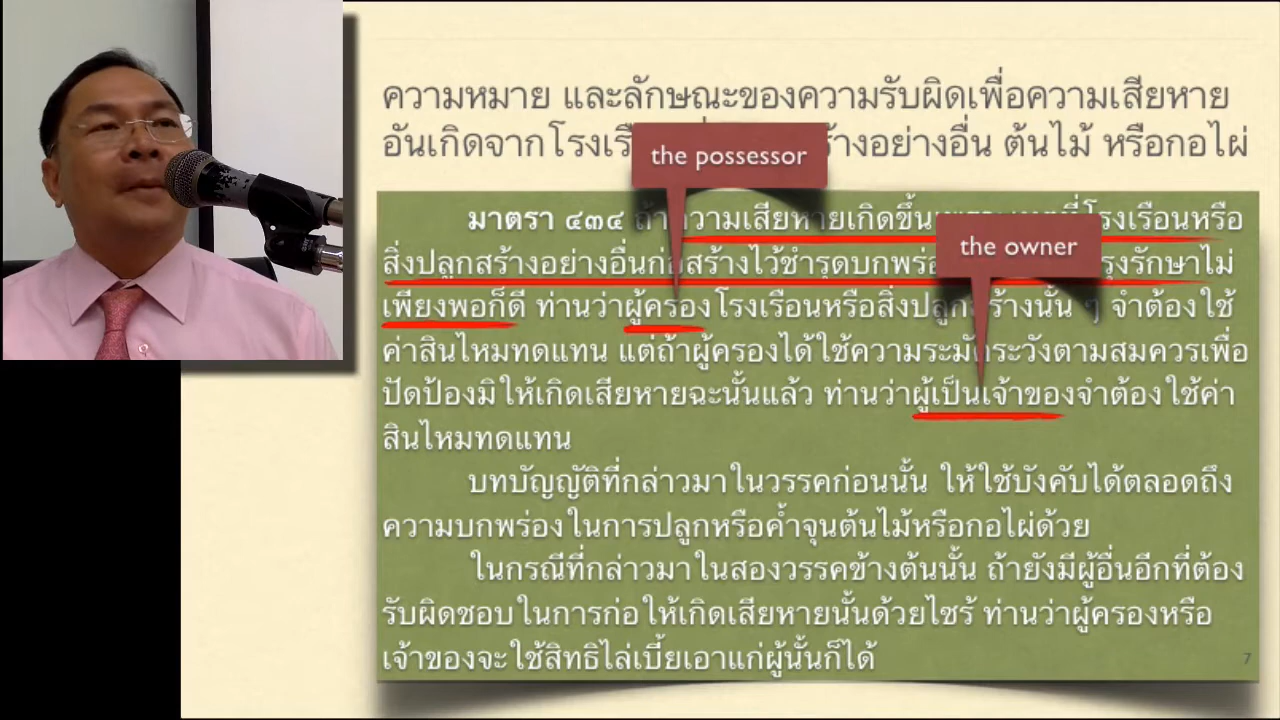 ความหมาย และลักษณะของความรับผิดเพื่อความเสียหาย
อันเกิดจากโรงเรื ร้างอย่างอื่น ต้นไม้ หรือกอไผ่
the possessor
มาตรา ๔๓๔ ถ้าความเสียหายเกิดขึ้น ที่โรงเรือนหรือ
the owner
สิ่งปลูกสร้างอย่างอื่นก่อสร้างไว้ชำรุดบกพร่อ รุงรักษาไม่
เพียงพอก็ดี ท่านว่าผู้ครองโรงเรือนหรือสิ่งปลูกสร้างนั้น ๆ จำต้องใช้
ค่าสินไหมทดแทน แต่ถ้าผู้ครองได้ใช้ความระมัดระวังตามสมควรเพื่อ
ปัดป้องมิให้เกิดเสียหายฉะนั้นแล้ว ท่านว่าผู้เป็นเจ้าของจำต้องใช้ค่า
สินไหมทดแทน
บทบัญญัติที่กล่าวมาในวรรคก่อนนั้น ให้ใช้บังคับได้ตลอดถึง
ความบกพร่องในการปลูกหรือค้ำจุนต้นไม้หรือกอไผ่ด้วย
ในกรณีที่กล่าวมาในสองวรรคข้างต้นนั้น ถ้ายังมีผู้อื่นอีกที่ต้อง
รับผิดชอบในการก่อให้เกิดเสียหายนั้นด้วยไซร้ ท่านว่าผู้ครองหรือ
เจ้าของจะใช้สิทธิไล่เบี้ยเอาแก่ผู้นั้นก็ได้
7